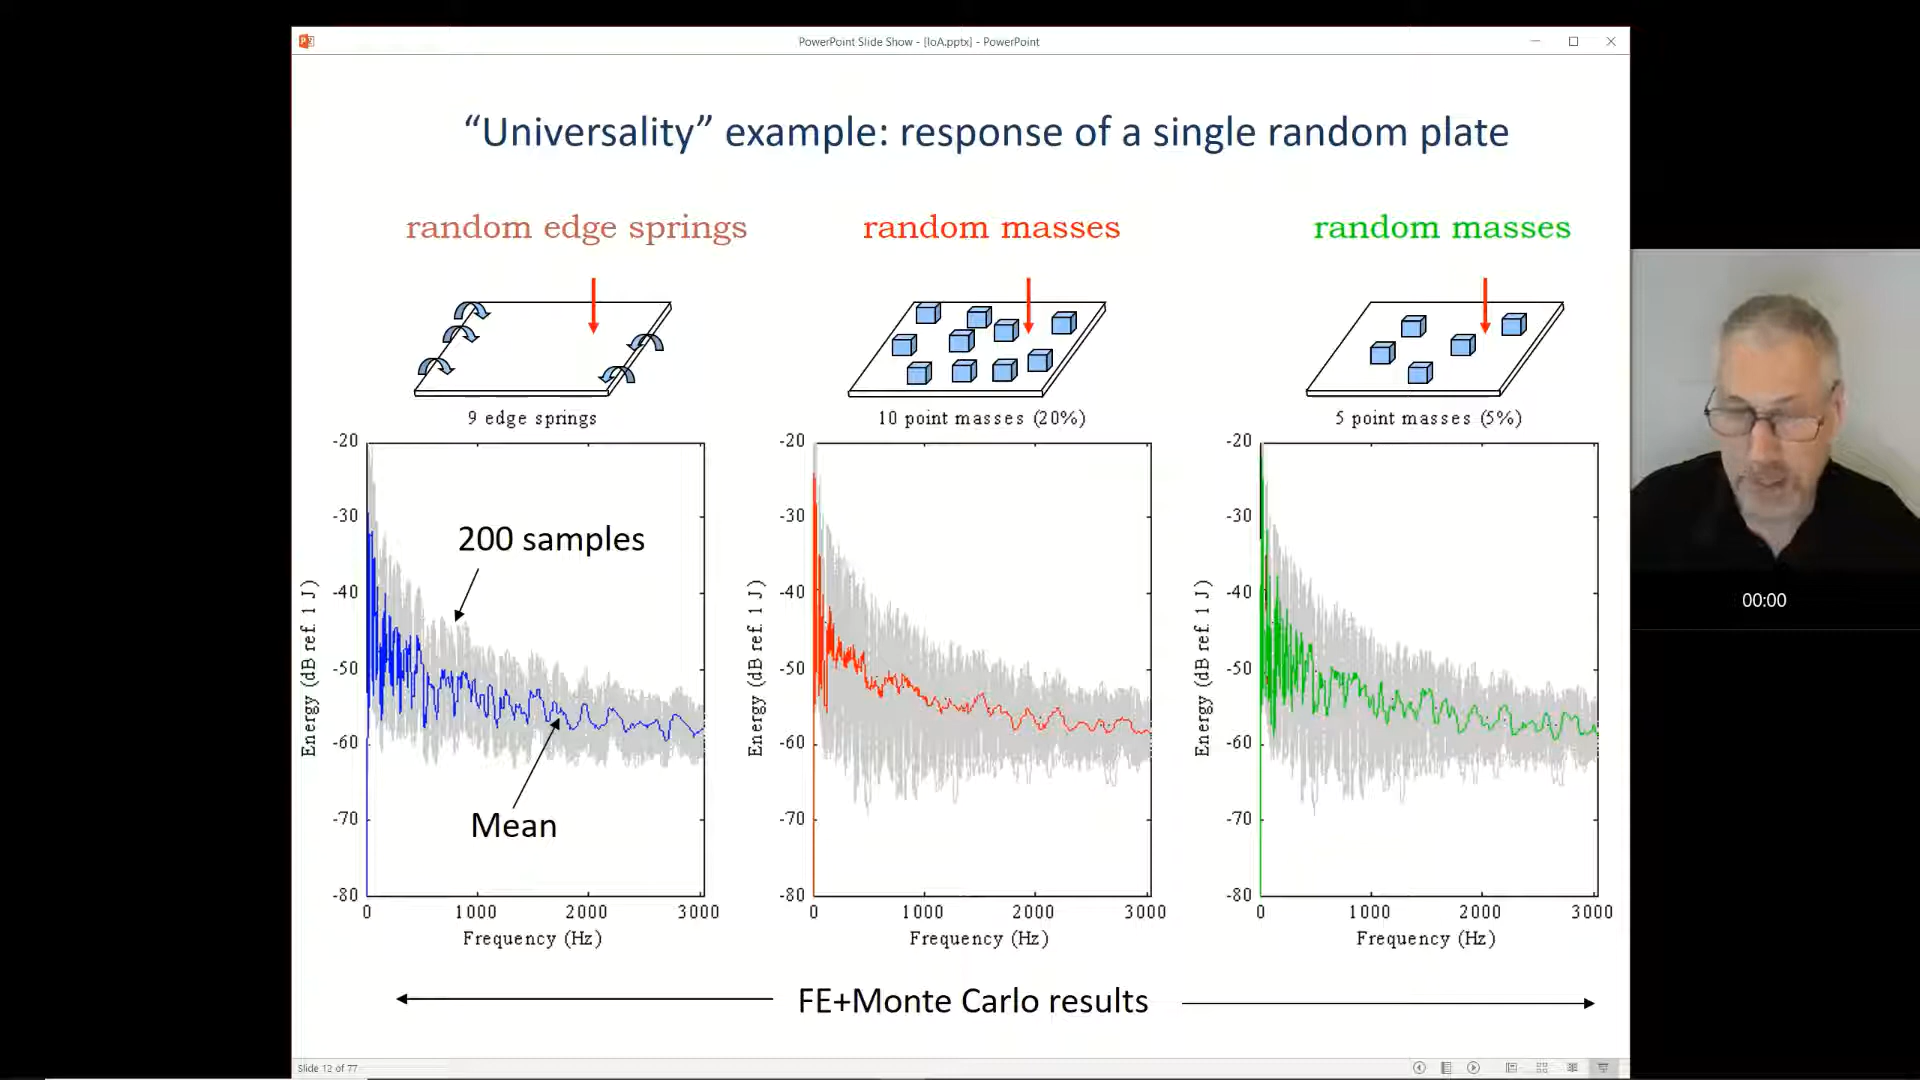 PowerPoint Slide Show - [IoA.pptx] - PowerPoint
“Universality” example: response of a single random plate
random edge springs
random masses
random masses
9 edge springs
10 point masses (20%)
5 point masses (5%)
-20
-30
-40
-50
-60
-70
-80
Energy (dB ref. 1 J)
200 samples
Mean
0 1000 2000 3000
Frequency (Hz)
-20
-30
-40
-50
-60
-70
-80
Energy (dB ref. 1 J)
0 1000 2000 3000
Frequency (Hz)
-20
-30
-40
-50
-60
-70
-80
Energy (dB ref. 1 J)
0 1000 2000 3000
Frequency (Hz)
FE+Monte Carlo results
Slide 12 of 77
00:00